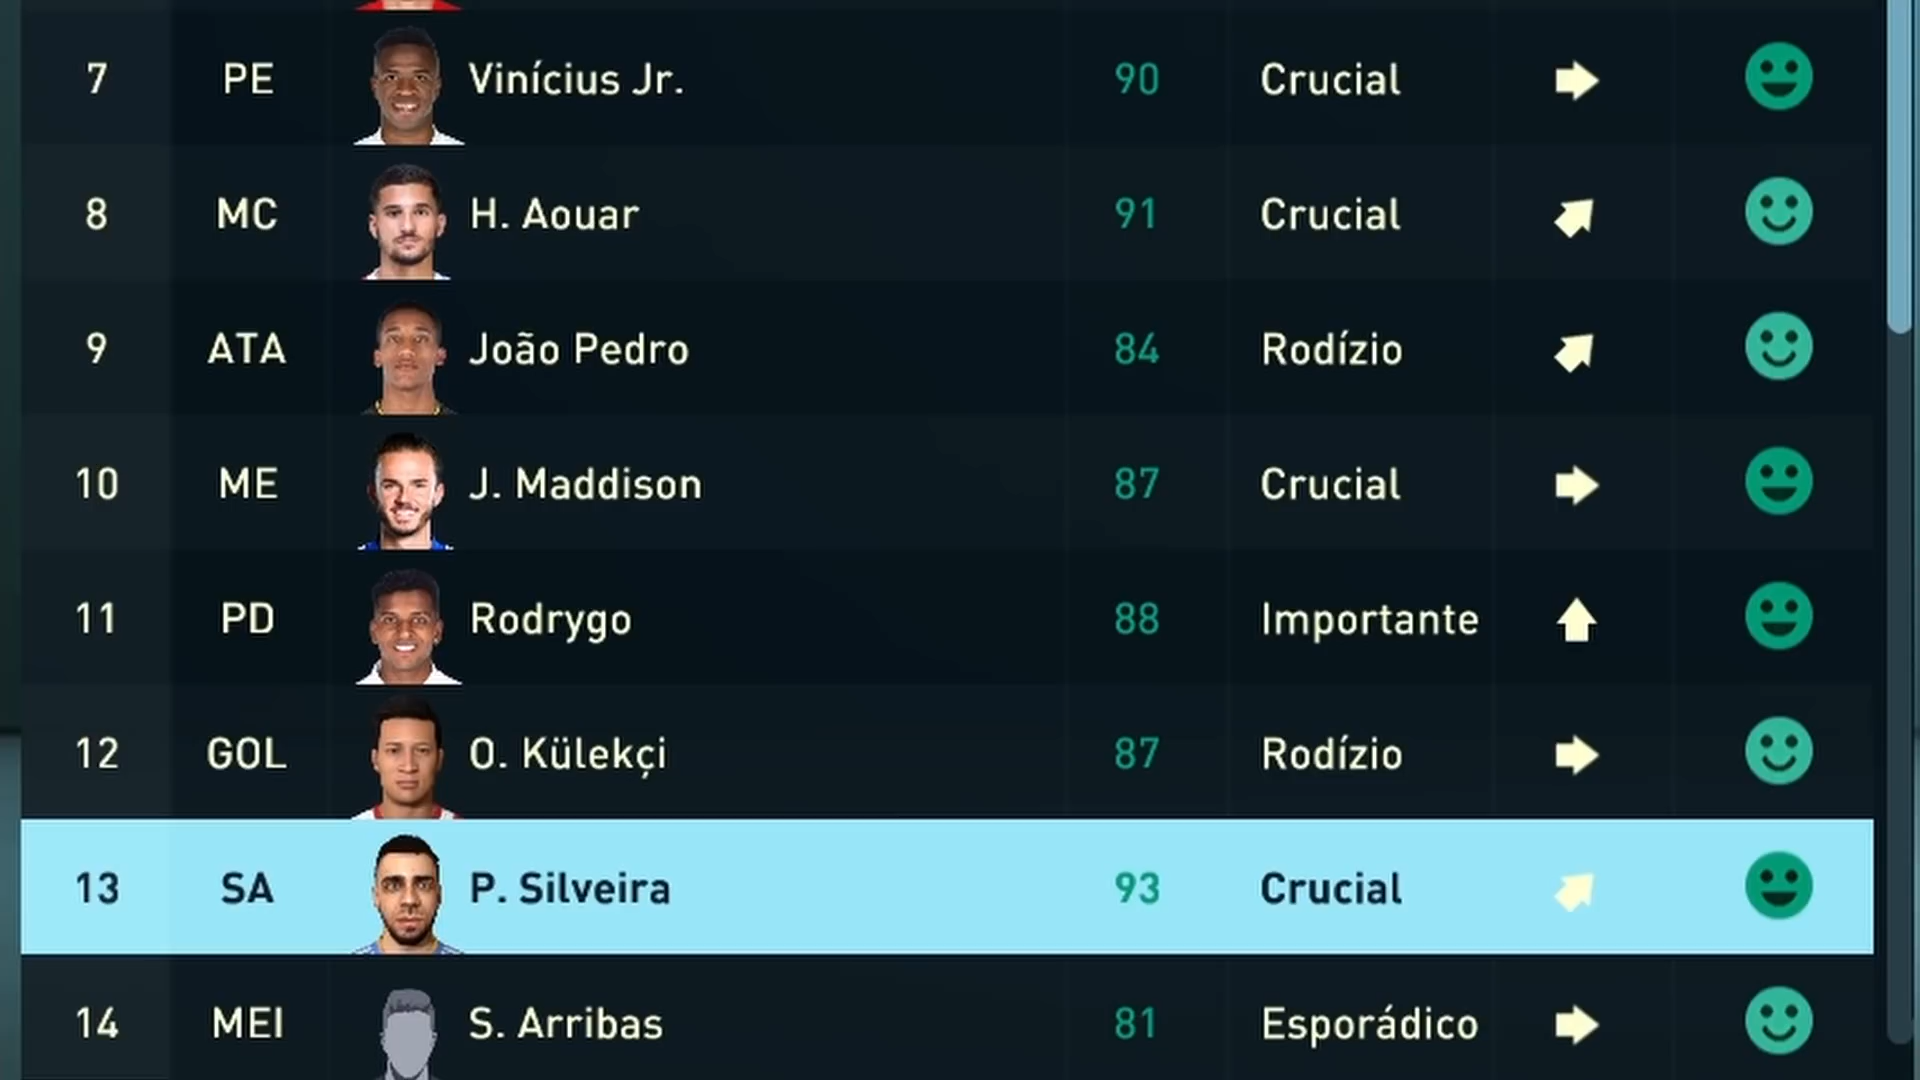 7 PE Vinícius Jr. 90 Crucial
8 MC H. Aouar 91 Crucial
9 ATA João Pedro 84 Rodízio
10 ME J. Maddison 87 Crucial
11 PD Rodrygo 88 Importante
12 GOL O. Külekçi 87 Rodízio
13 SA P. Silveira 93 Crucial
14 MEI S. Arribas 81 Esporádico